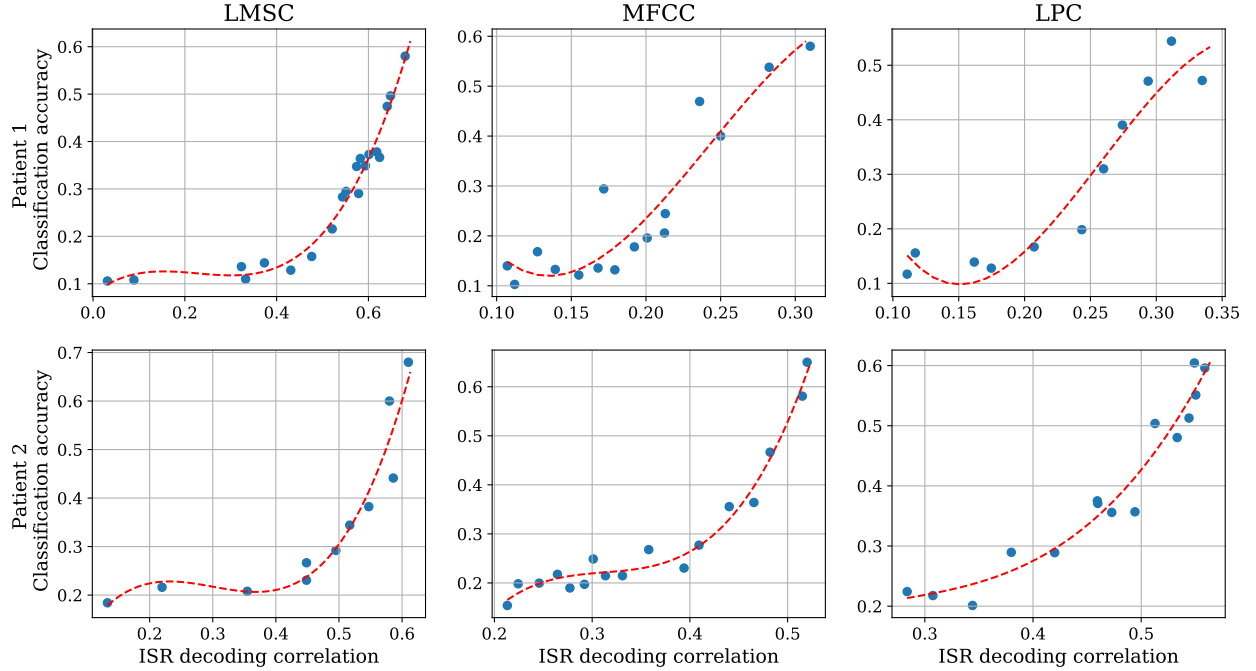 LMSC
MFCC
LPC
Patient 1
Classification accuracy
0.6
0.5
0.4
0.3
0.2
0.1
0.0 0.2 0.4 0.6
0.6
0.5
0.4
0.3
0.2
0.1
0.10 0.15 0.20 0.25 0.30
0.5
0.4
0.3
0.2
0.1
0.10 0.15 0.20 0.25 0.30 0.35
Patient 2
Classification accuracy
0.7
0.6
0.5
0.4
0.3
0.2
0.2 0.3 0.4 0.5 0.6
ISR decoding correlation
0.6
0.5
0.4
0.3
0.2
0.2 0.3 0.4 0.5
ISR decoding correlation
0.6
0.5
0.4
0.3
0.2
0.3 0.4 0.5
ISR decoding correlation